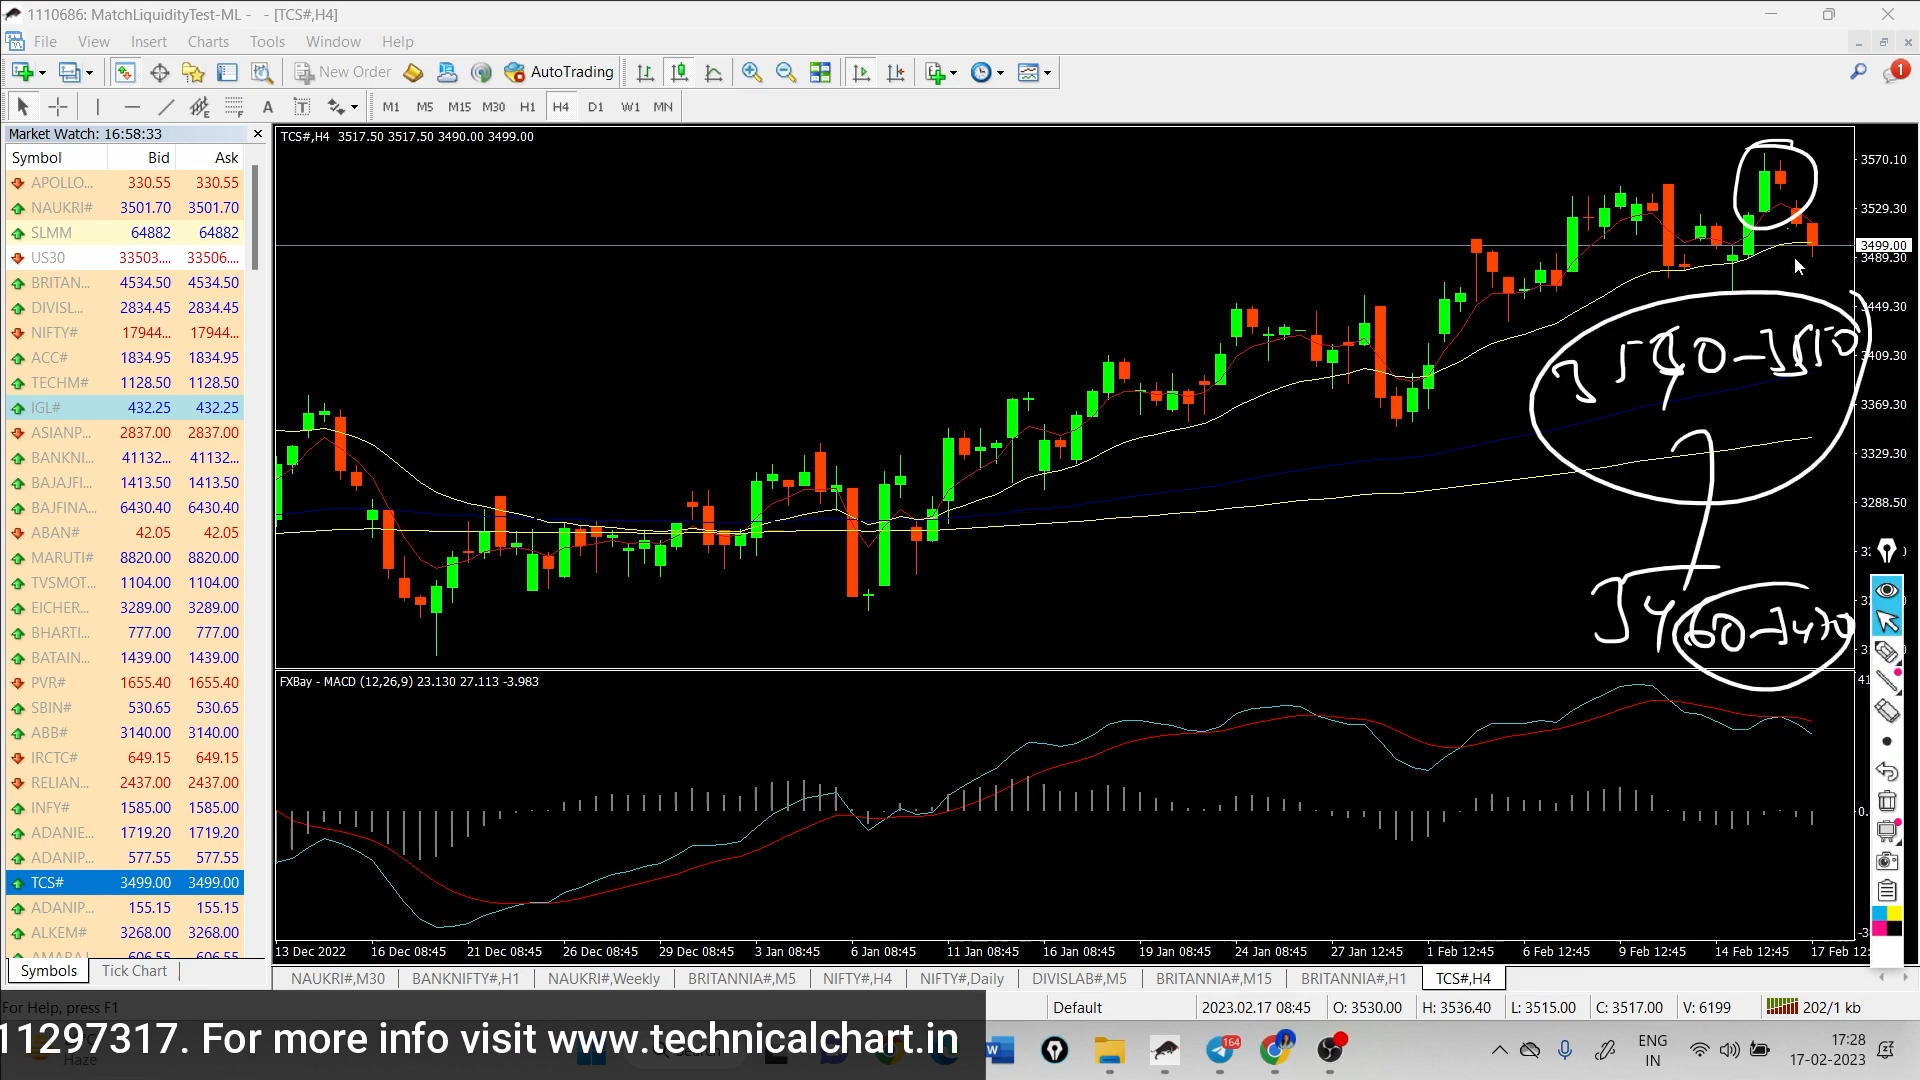 1110686: MatchLiquidityTest-ML - - [TCS#,H4]
File View Insert Charts Tools Window Help
New Order AutoTrading 1
A T M1 M5 M15 M30 H1 H4 D1 W1 MN
Market Watch: 16:58:33
Symbol Bid Ask
APOLLO... 330.55 330.55
NAUKRI# 3501.70 3501.70
SLMM 64882 64882
US30 33503.... 33506....
BRITAN... 4534.50 4534.50
DIVISL... 2834.45 2834.45
NIFTY# 17944... 17944...
ACC# 1834.95 1834.95
TECHM# 1128.50 1128.50
IGL# 432.25 432.25
ASIANP... 2837.00 2837.00
BANKNI... 41132... 41132...
BAJAJFI... 1413.50 1413.50
BAJFINA... 6430.40 6430.40
ABAN# 42.05 42.05
MARUTI# 8820.00 8820.00
TVSMOT... 1104.00 1104.00
EICHER... 3289.00 3289.00
BHARTI... 777.00 777.00
BATAIN... 1439.00 1439.00
PVR# 1655.40 1655.40
SBIN# 530.65 530.65
ABB# 3140.00 3140.00
IRCTC# 649.15 649.15
RELIAN... 2437.00 2437.00
INFY# 1585.00 1585.00
ADANIE... 1719.20 1719.20
ADANIP... 577.55 577.55
TCS# 3499.00 3499.00
ADANIP... 155.15 155.15
ALKEM# 3268.00 3268.00
Symbols Tick Chart
TCS#,H4 3517.50 3517.50 3490.00 3499.00
3570.10
3529.30
3499.00
3489.30
3449.30
3409.30
3369.30
3329.30
3288.50
3460-3470
FXBay - MACD (12,26,9) 23.130 27.113 -3.983
13 Dec 2022 16 Dec 08:45 21 Dec 08:45 26 Dec 08:45 29 Dec 08:45 3 Jan 08:45 6 Jan 08:45 11 Jan 08:45 16 Jan 08:45 19 Jan 08:45 24 Jan 08:45 27 Jan 12:45 1 Feb 12:45 6 Feb 12:45 9 Feb 12:45 14 Feb 12:45 17 Feb 12:
NAUKRI#,M30 BANKNIFTY#,H1 NAUKRI#,Weekly BRITANNIA#,M5 NIFTY#,H4 NIFTY#,Daily DIVISLAB#,M5 BRITANNIA#,M15 BRITANNIA#,H1 TCS#,H4
For Help, press F1 Default 2023.02.17 08:45 O: 3530.00 H: 3536.40 L: 3515.00 C: 3517.00 V: 6199 202/1 kb
11297317. For more info visit www.technicalchart.in
Haze
164
ENG
IN
17:28
17-02-2023